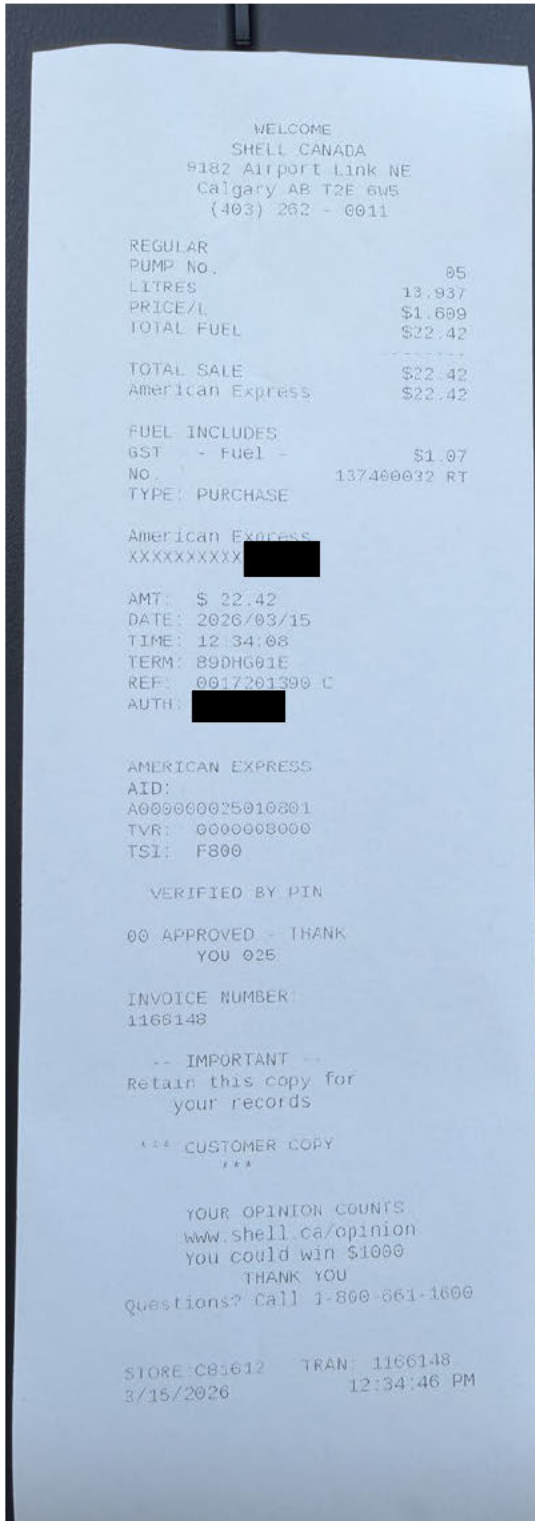 WELCOME
SHELL CANADA
9182 Airport Link NE
Calgary AB T2E 6W5
(403) 262 - 0011
REGULAR
PUMP No. 05
LITRES 13.937
PRICE/L $1.609
TOTAL FUEL $22.42
--------
TOTAL SALE $22.42
American Express $22.42
FUEL INCLUDES
GST - Fuel - $1.07
No. 137400032 RT
TYPE: PURCHASE
American Express
XXXXXXXXXX
AMT: $ 22.42
DATE: 2026/03/15
TIME: 12:34:08
TERM: 89DHG01E
REF: 0017201390 C
AUTH:
AMERICAN EXPRESS
AID:
A000000025010801
TVR: 0000008000
TSI: F800
VERIFIED BY PIN
00 APPROVED - THANK
YOU 025
INVOICE NUMBER:
1166148
-- IMPORTANT --
Retain this copy for
your records
*** CUSTOMER COPY
***
YOUR OPINION COUNTS
www.shell.ca/opinion
You could win $1000
THANK YOU
Questions? Call 1-800-661-1600
STORE:C81612 TRAN: 1166148
3/15/2026 12:34:46 PM